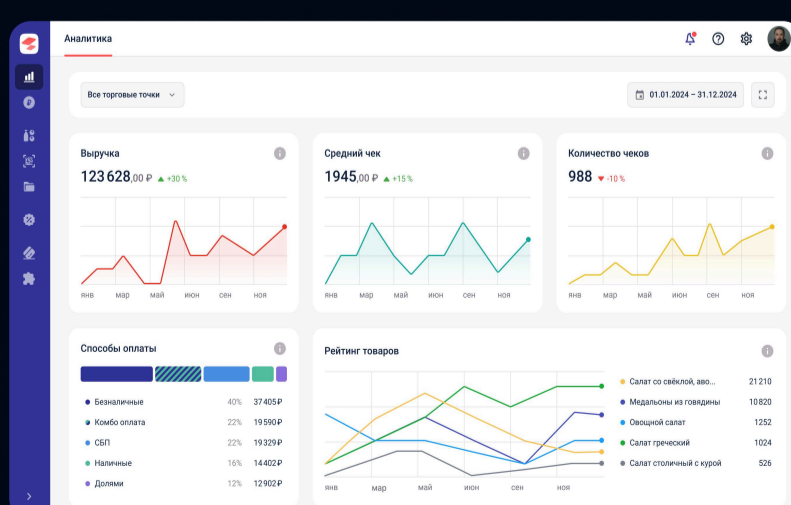 Аналитика
Все торговые точки
01.01.2024 – 31.12.2024
Выручка
123 628,00 ₽ ▲ +30 %
янв мар май июн сен ноя
Средний чек
1945,00 ₽ ▲ +15 %
янв мар май июн сен ноя
Количество чеков
988 ▼ -10 %
янв мар май июн сен ноя
Способы оплаты
Безналичные 40% 37 405 ₽
Комбо оплата 22% 19 590 ₽
СБП 22% 19 329 ₽
Наличные 16% 14 402 ₽
Долями 12% 12 902 ₽
Рейтинг товаров
янв мар май июн сен ноя
Салат со свёклой, аво... 21 210
Медальоны из говядины 10 820
Овощной салат 1252
Салат греческий 1024
Салат столичный с курой 526